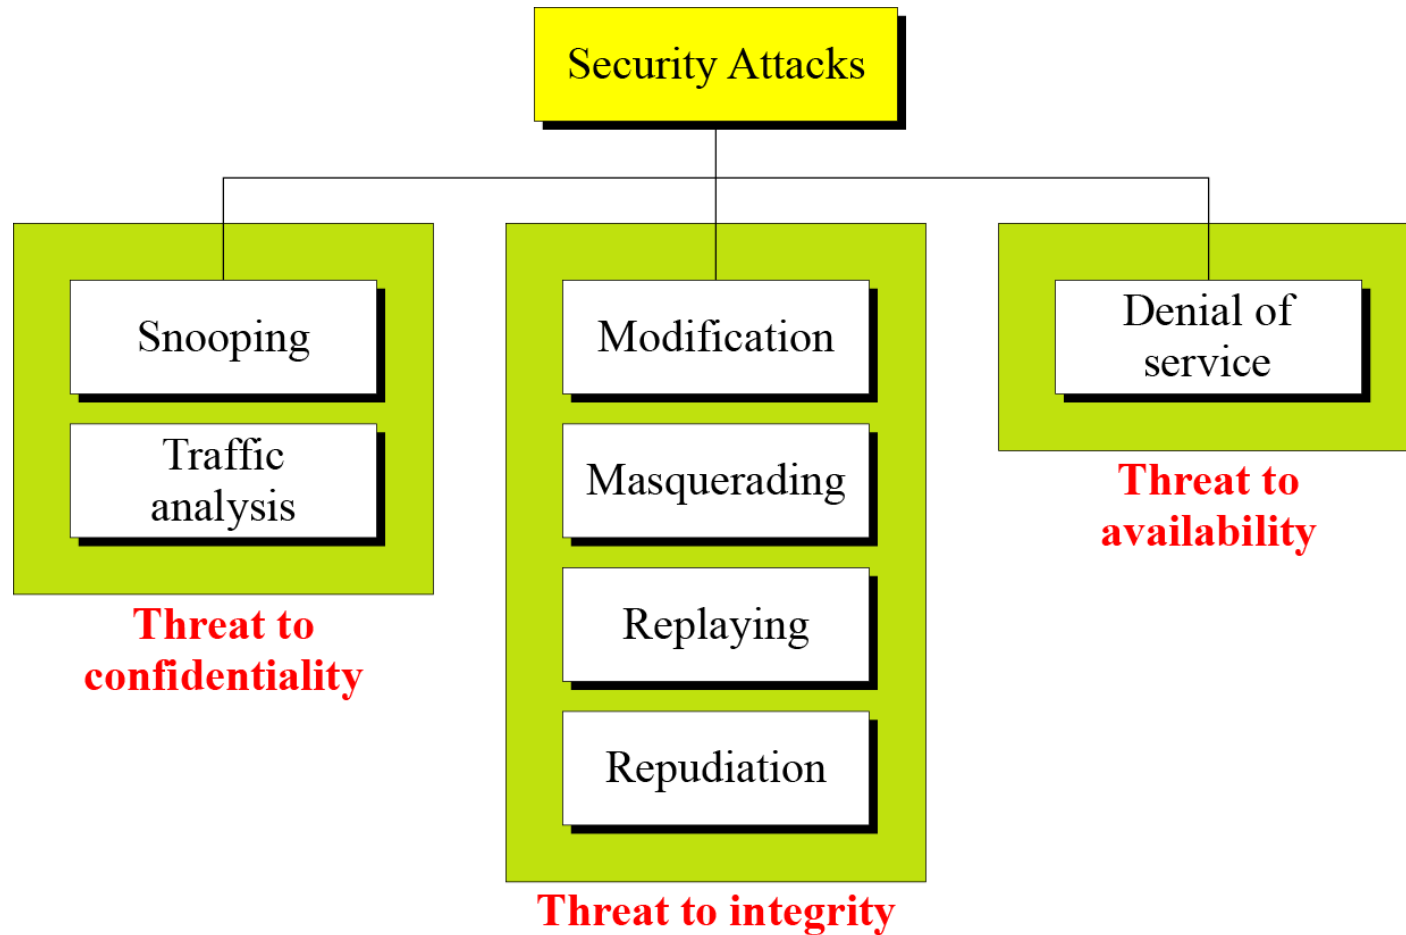 Security Attacks
Snooping
Traffic
analysis
Threat to
confidentiality
Modification
Masquerading
Replaying
Repudiation
Threat to integrity
Denial of
service
Threat to
availability